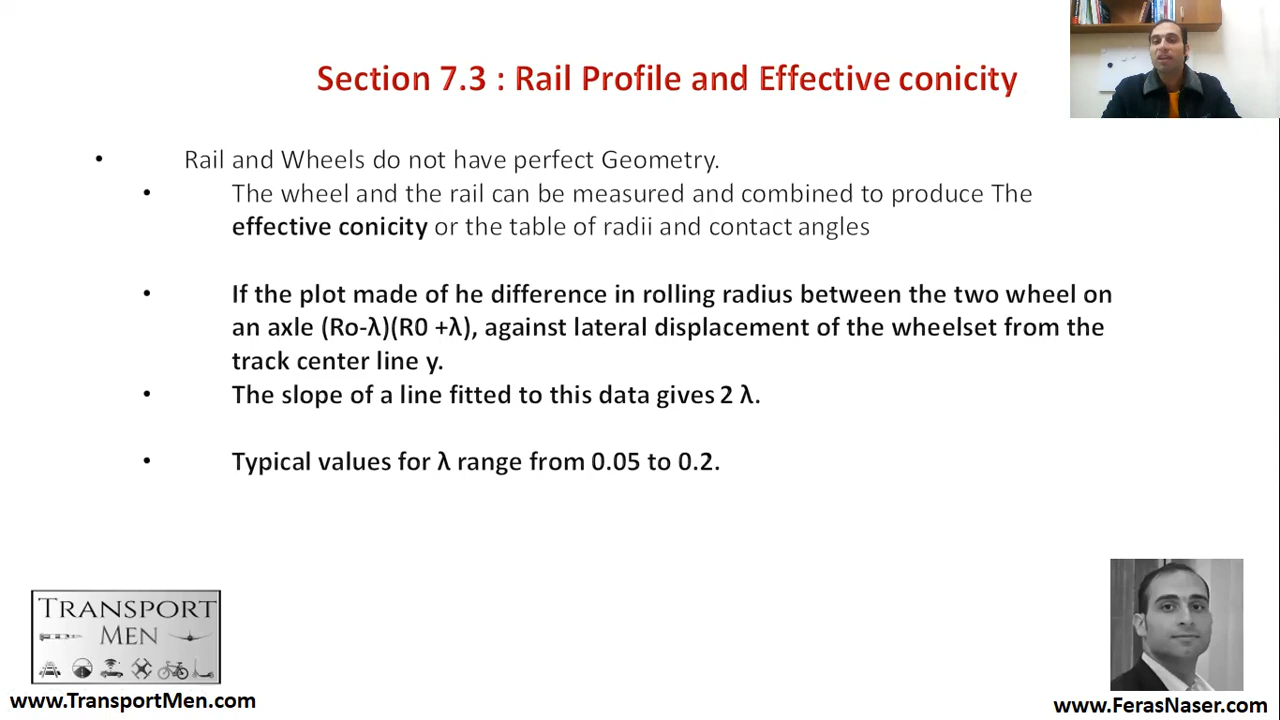 Section 7.3 : Rail Profile and Effective conicity
• Rail and Wheels do not have perfect Geometry.
• The wheel and the rail can be measured and combined to produce The
effective conicity or the table of radii and contact angles
• If the plot made of he difference in rolling radius between the two wheel on
an axle (Ro-λ)(R0 +λ), against lateral displacement of the wheelset from the
track center line y.
• The slope of a line fitted to this data gives 2 λ.
• Typical values for λ range from 0.05 to 0.2.
TRANSPORT
MEN
www.TransportMen.com
www.FerasNaser.com